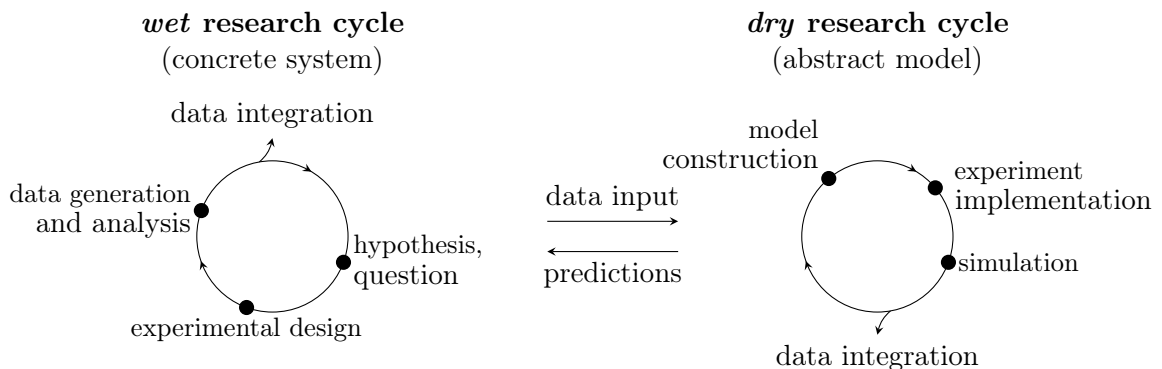 wet research cycle
(concrete system)
data integration
data generation
and analysis
hypothesis,
question
experimental design
data input
predictions
dry research cycle
(abstract model)
model
construction
experiment
implementation
simulation
data integration